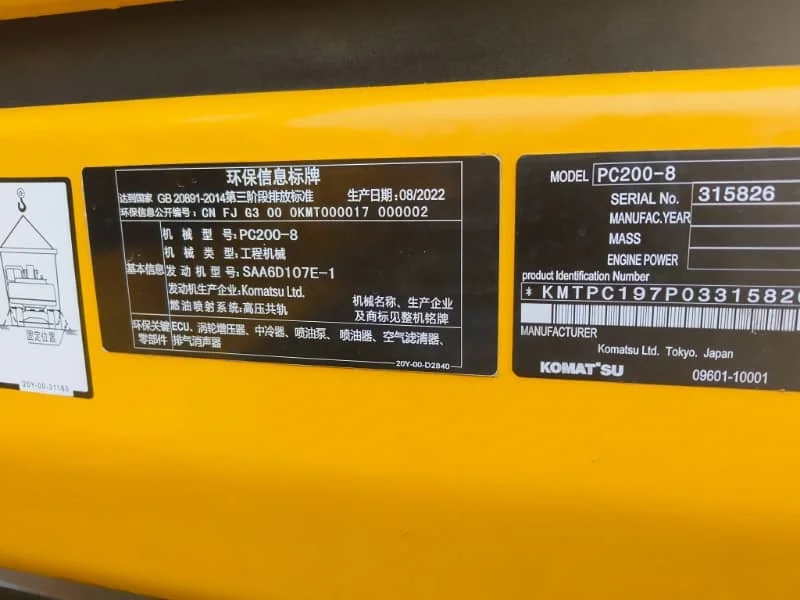 固定位置
20Y-00-31160
环保信息标牌
达到国家 GB 20891-2014第三阶段排放标准 生产日期:08/2022
环保信息公开编号: CN FJ G3 00 0KMT000017 000002
基本信息
机械型号:PC200-8
机械类型:工程机械
发动机型号:SAA6D107E-1
发动机生产企业:Komatsu Ltd.
燃油喷射系统:高压共轨
机械名称、生产企业
及商标见整机铭牌
环保关键
零部件
ECU、涡轮增压器、中冷器、喷油泵、喷油器、空气滤清器、
排气消声器
20Y-00-D2840
MODEL PC200-8
SERIAL No. 315826
MANUFAC.YEAR
MASS
ENGINE POWER
product Identification Number
* KMTPC197P0331582
MANUFACTURER
Komatsu Ltd. Tokyo. Japan
KOMATSU 09601-10001